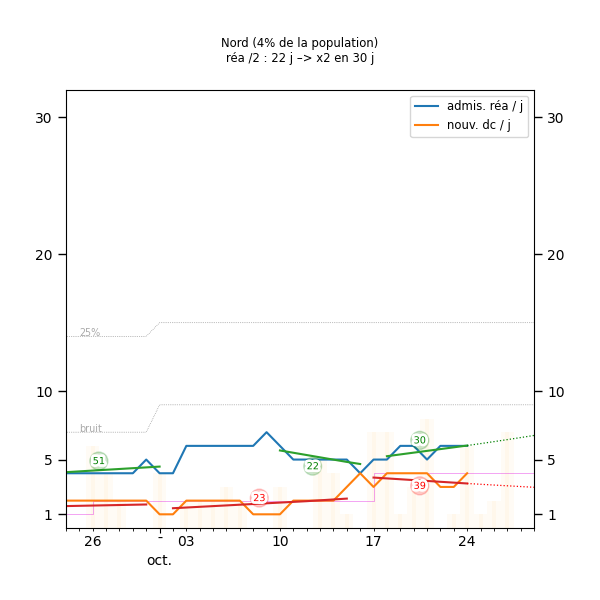 Nord (4% de la population)
réa /2 : 22 j –> x2 en 30 j
admis. réa / j
nouv. dc / j
30 30
20 20
25%
10 10
bruit
51 22 30
5 5
23 39
1 1
26 - 03 10 17 24
oct.